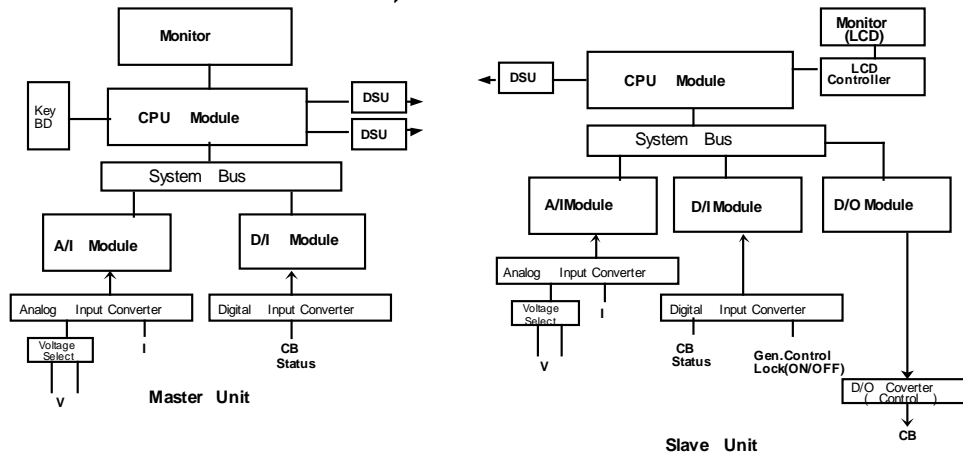 Monitor
Key
BD
CPU Module
DSU
DSU
System Bus
A/I Module
D/I Module
Analog Input Converter
Digital Input Converter
Voltage
Select
I
CB
Status
V
Master Unit
Monitor
(LCD)
DSU
CPU Module
LCD
Controller
System Bus
A/IModule
D/IModule
D/OModule
Analog Input Converter
Voltage
Select
I
V
Digital Input Converter
CB
Status
Gen.Control
Lock(ON/OFF)
D/O Coverter
( Control )
CB
Slave Unit